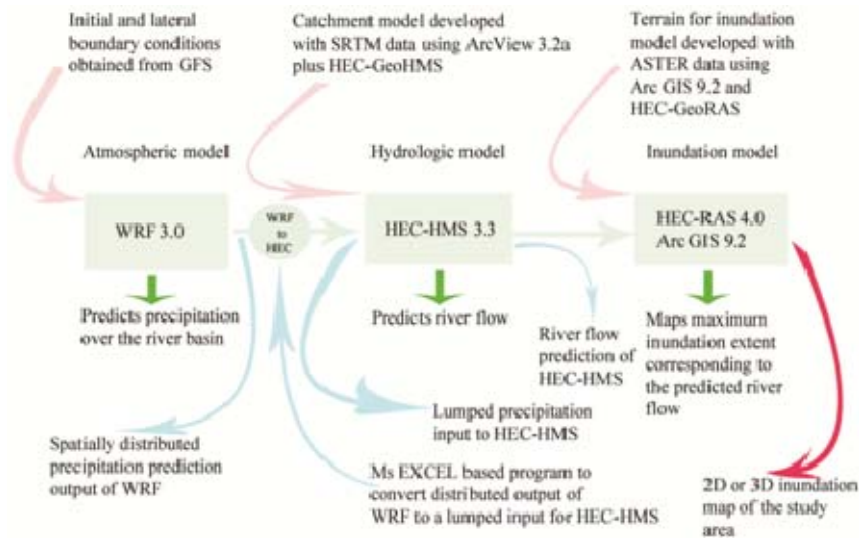 Initial and lateral
boundary conditions
obtained from GFS
Catchment model developed
with SRTM data using ArcView 3.2a
plus HEC-GeoHMS
Terrain for inundation
model developed with
ASTER data using
Arc GIS 9.2 and
HEC-GeoRAS
Atmospheric model
Hydrologic model
Inundation model
WRF 3.0
WRF
to
HEC
HEC-HMS 3.3
HEC-RAS 4.0
Arc GIS 9.2
Predicts precipitation
over the river basin
Predicts river flow
River flow
prediction of
HEC-HMS
Maps maximum
inundation extent
corresponding to
the predicted river
flow
Lumped precipitation
input to HEC-HMS
Spatially distributed
precipitation prediction
output of WRF
Ms EXCEL based program to
convert distributed output of
WRF to a lumped input for HEC-HMS
2D or 3D inundation
map of the study
area